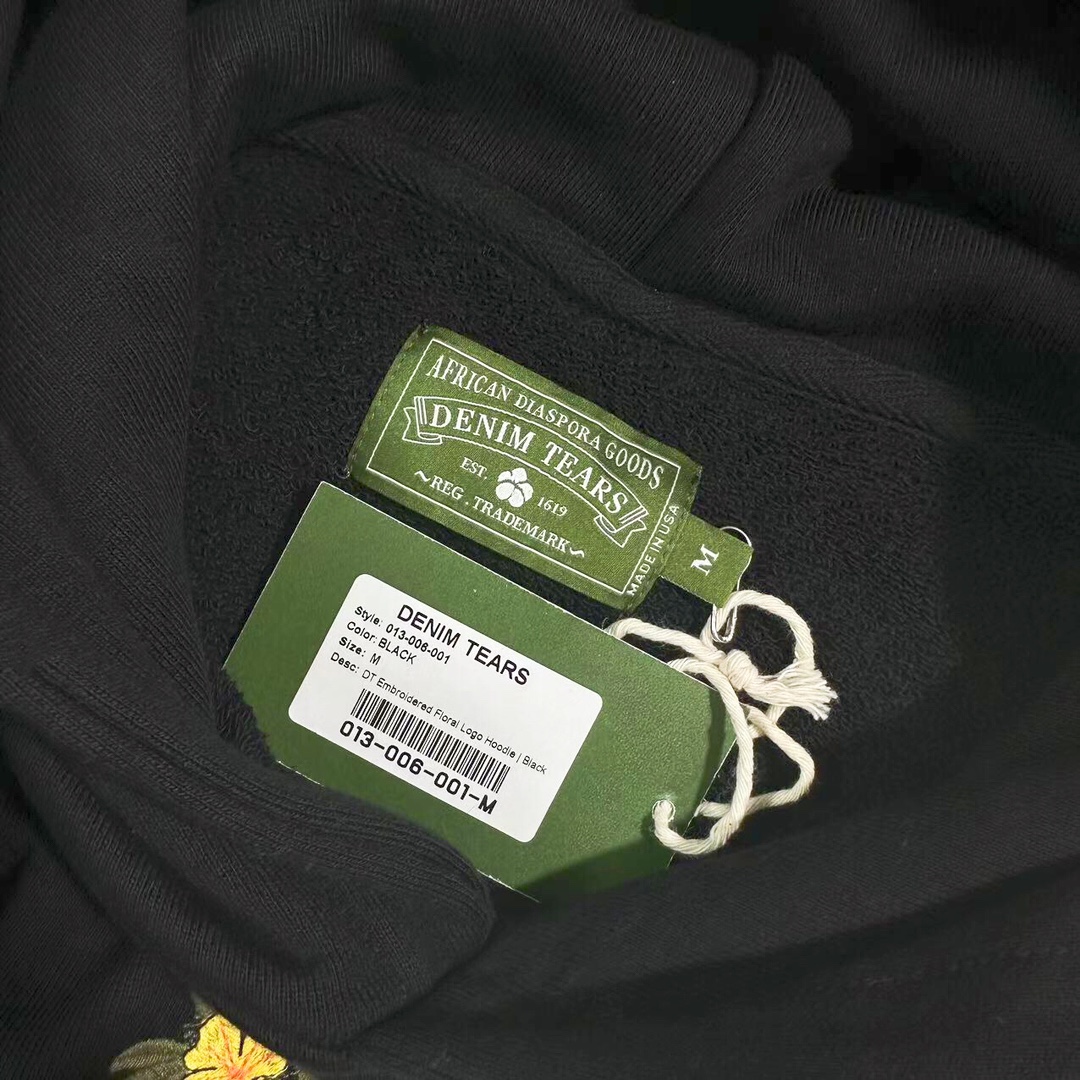 AFRICAN DIASPORA GOODS
DENIM TEARS
EST. 1619
~REG. TRADEMARK~
MADE IN USA
M
DENIM TEARS
Style: 013-006-001
Color: BLACK
Size: M
Desc: DT Embroidered Floral Logo Hoodie | Black
013-006-001-M